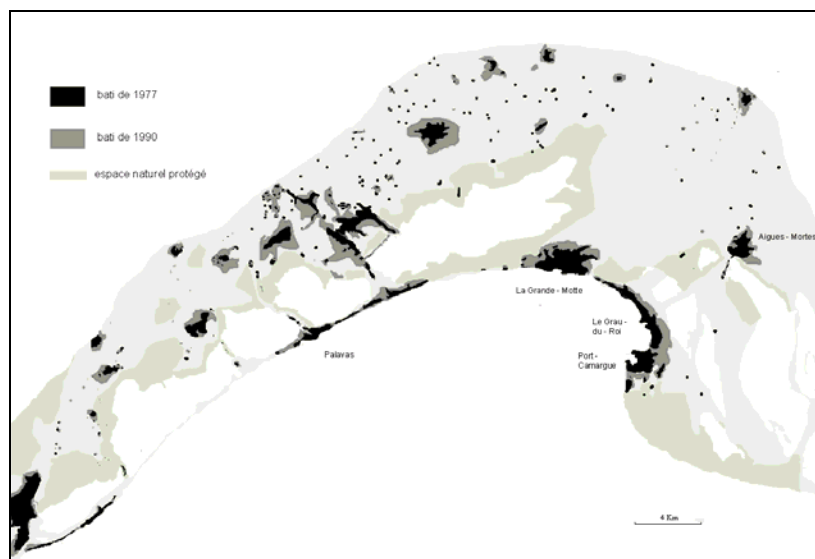 bati de 1977
bati de 1990
espace naturel protégé
Aigues - Mortes
La Grande - Motte
Le Grau -
du - Roi
Port -
Camargue
Palavas
4 Km